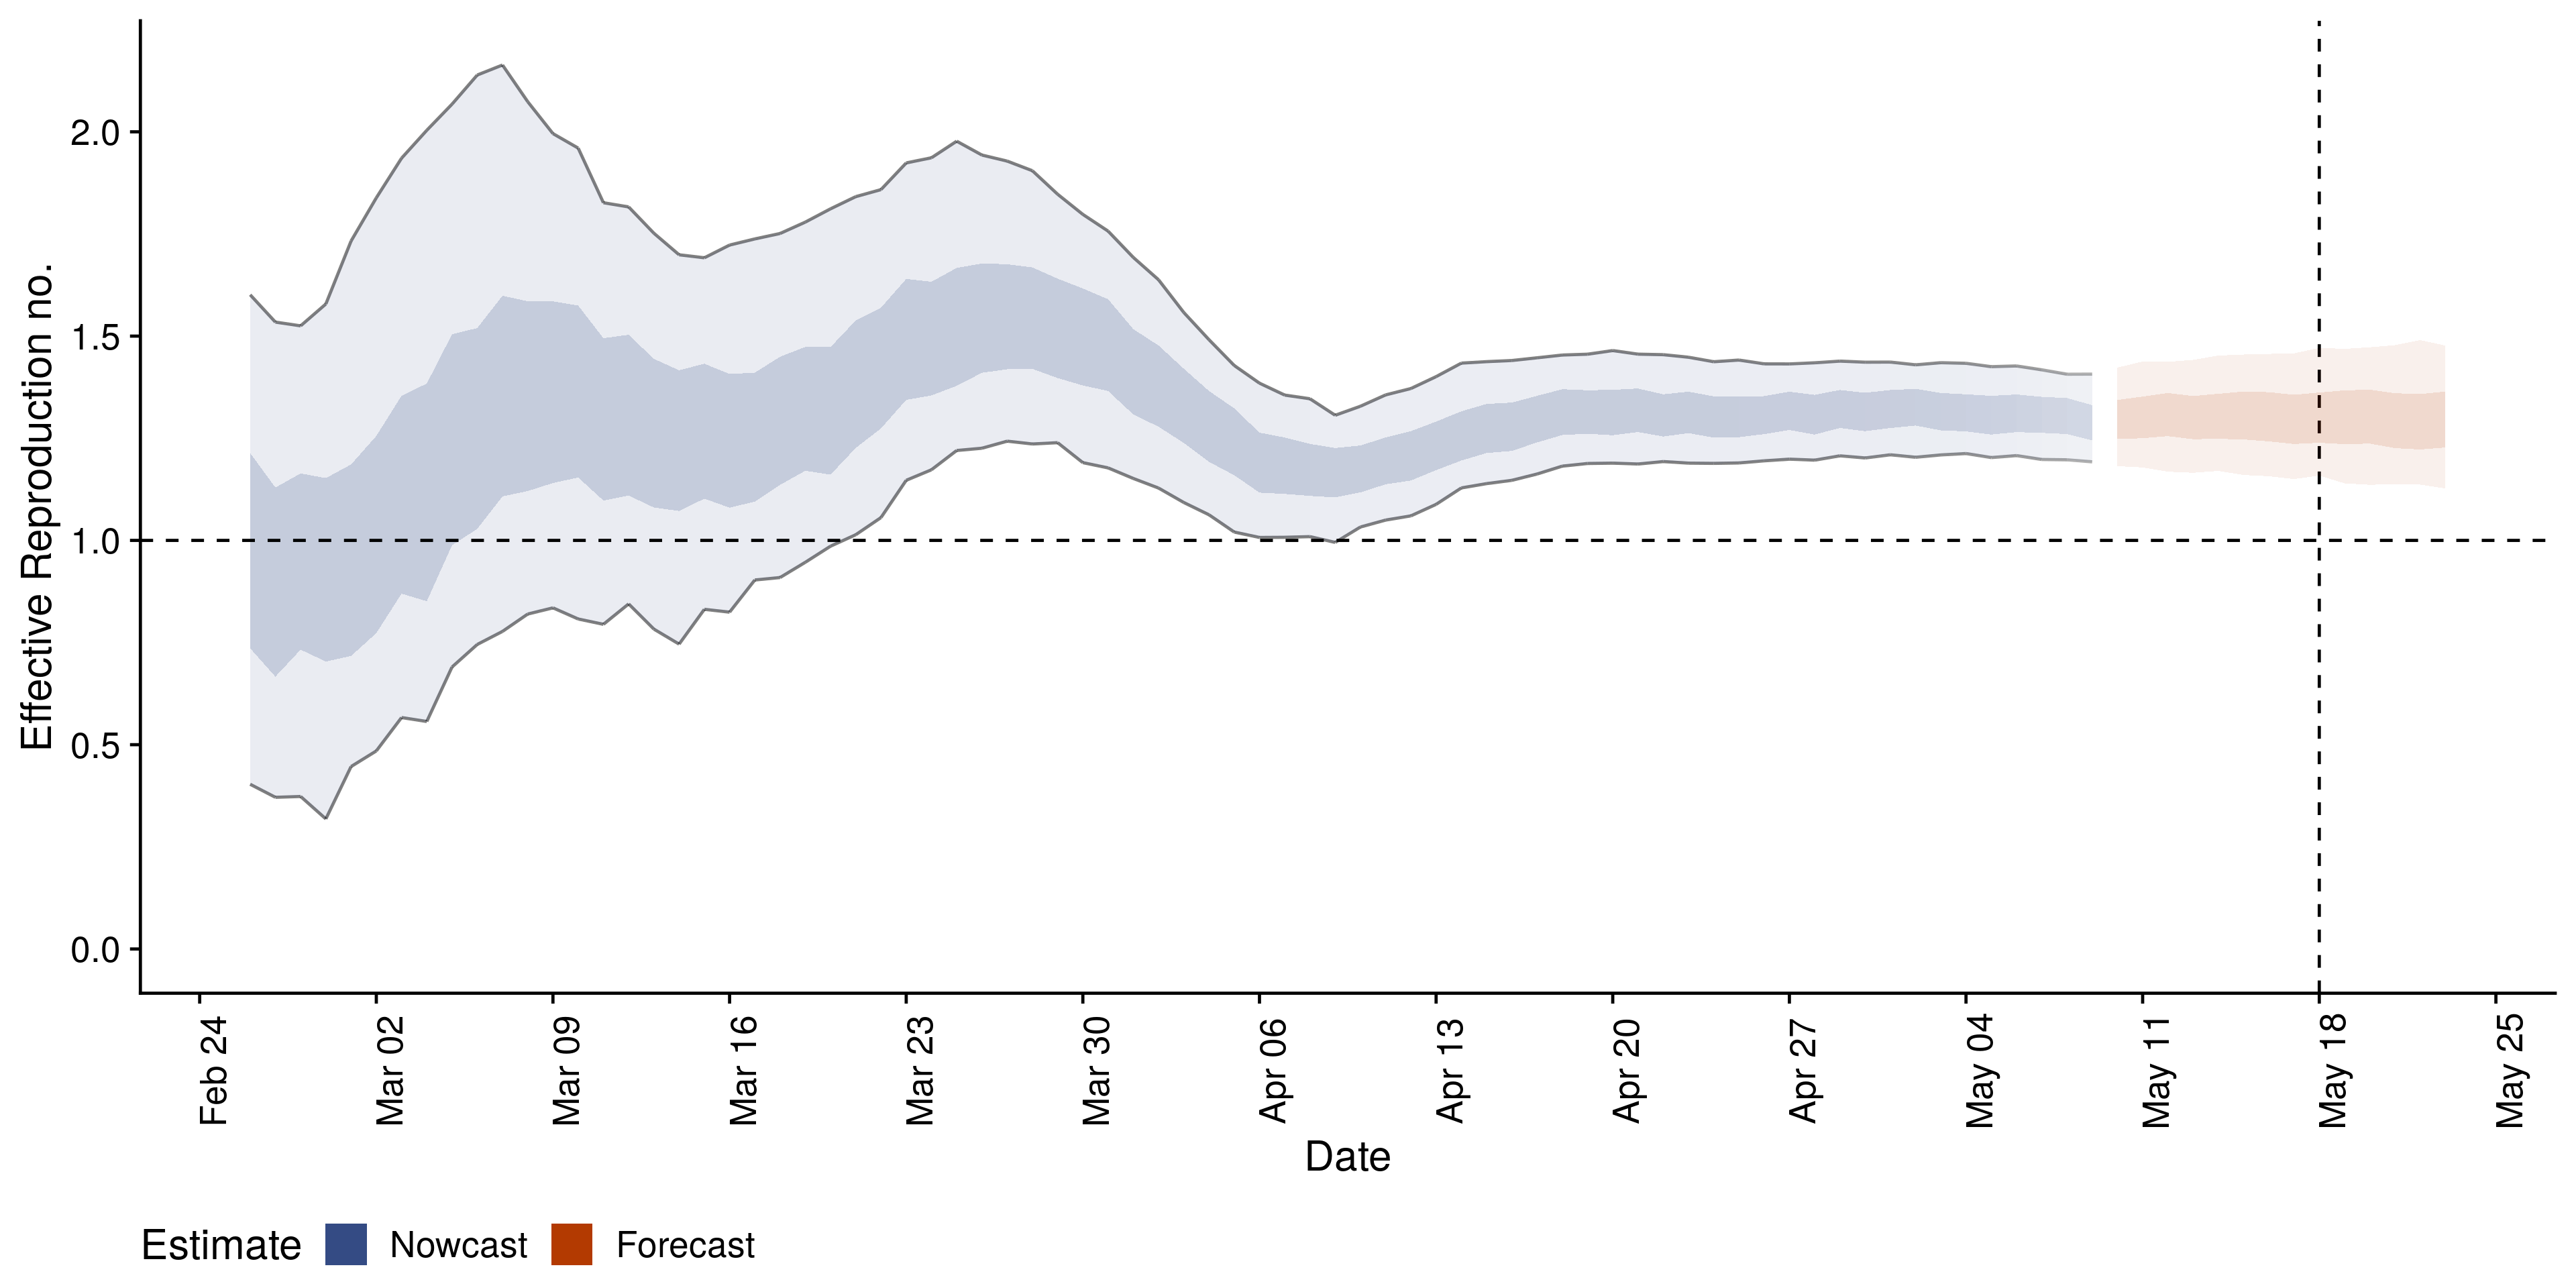 Effective Reproduction no.
2.0
1.5
1.0
0.5
0.0
Feb 24
Mar 02
Mar 09
Mar 16
Mar 23
Mar 30
Apr 06
Apr 13
Apr 20
Apr 27
May 04
May 11
May 18
May 25
Date
Estimate Nowcast Forecast